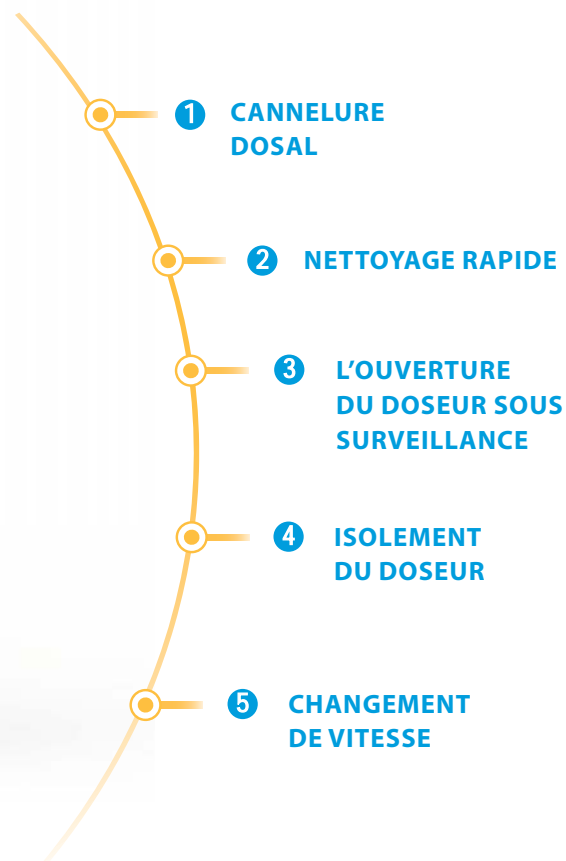 1 CANNELURE
DOSAL
2 NETTOYAGE RAPIDE
3 L’OUVERTURE
DU DOSEUR SOUS
SURVEILLANCE
4 ISOLEMENT
DU DOSEUR
5 CHANGEMENT
DE VITESSE